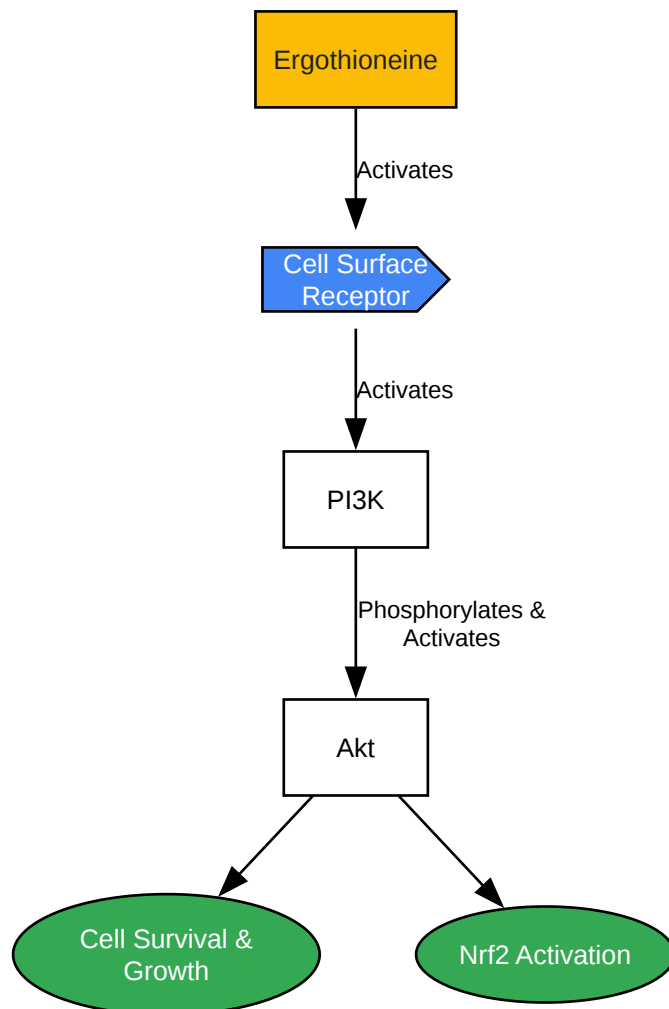 Ergothioneine
Activates
Cell Surface
Receptor
Activates
PI3K
Phosphorylates &
Activates
Akt
Cell Survival &
Growth
Nrf2 Activation